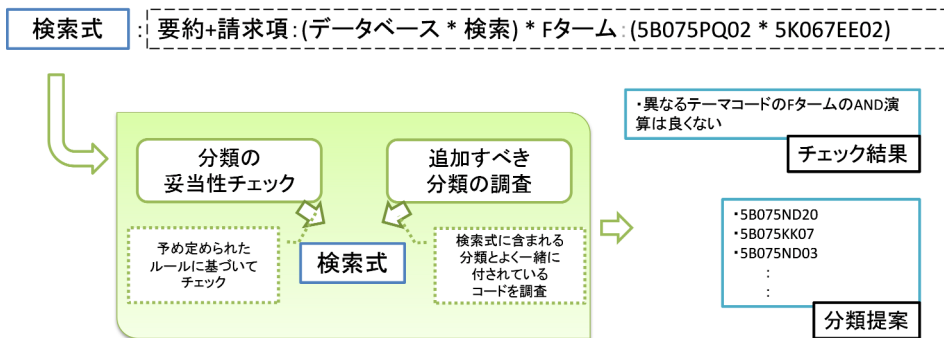 検索式 : 要約+請求項:(データベース * 検索) * Fターム:(5B075PQ02 * 5K067EE02)
分類の
妥当性チェック
追加すべき
分類の調査
予め定められた
ルールに基づいて
チェック
検索式
検索式に含まれる
分類とよく一緒に
付されている
コードを調査
・異なるテーマコードのFタームのAND演
算は良くない
チェック結果
・5B075ND20
・5B075KK07
・5B075ND03
:
:
分類提案